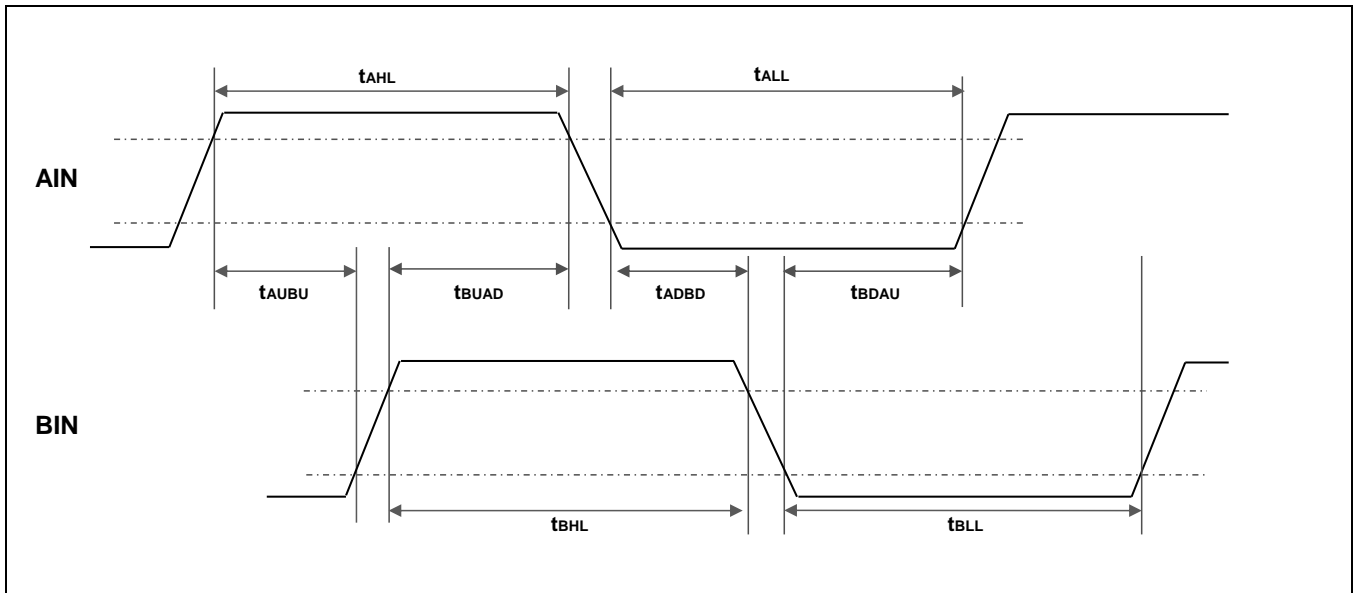 tAHL tALL
AIN
tAUBU tBUAD tADBD tBDAU
BIN
tBHL tBLL